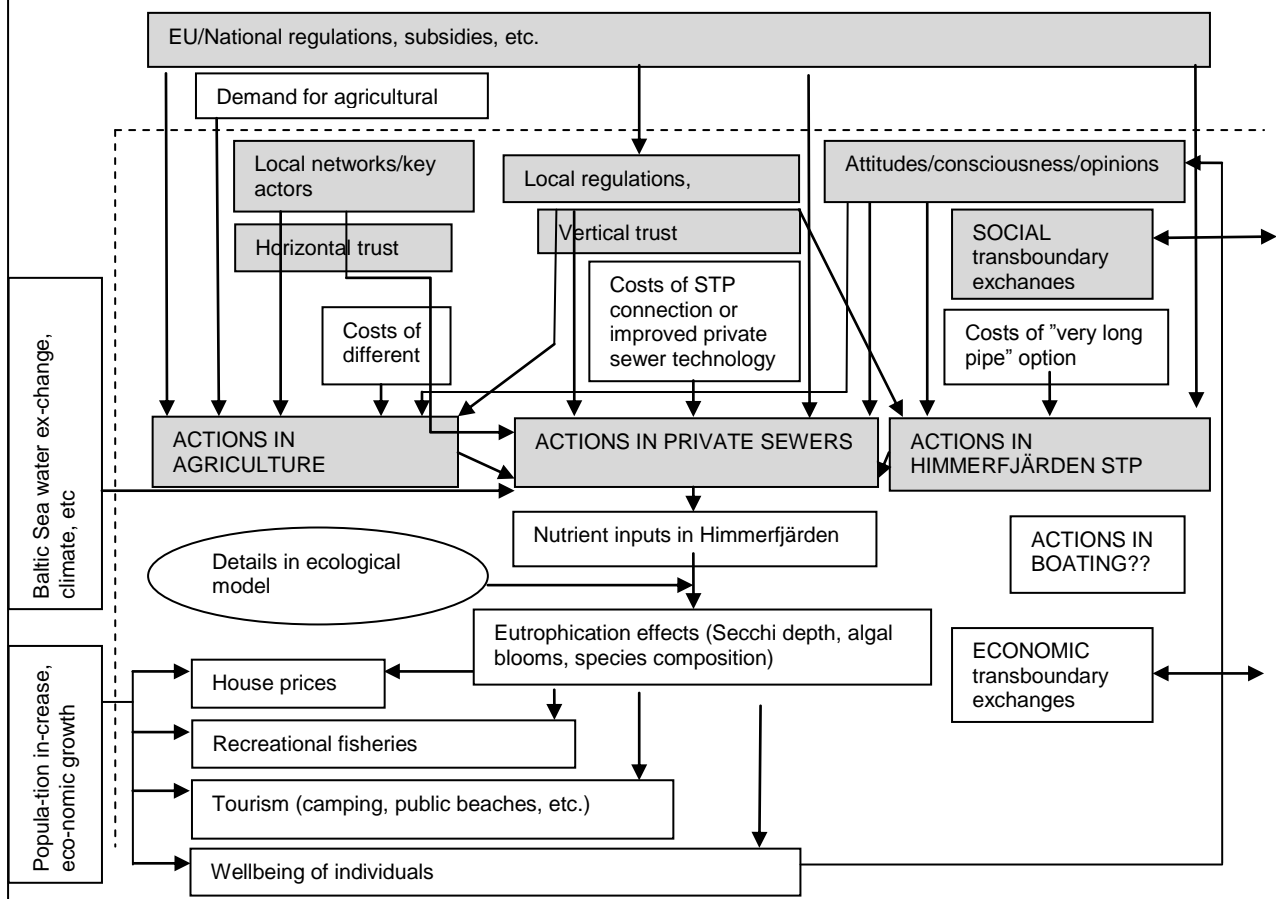 EU/National regulations, subsidies, etc.
Demand for agricultural
Local networks/key
actors
Local regulations,
Attitudes/consciousness/opinions
Horizontal trust
Vertical trust
SOCIAL
transboundary
exchanges
Costs of STP
connection or
improved private
sewer technology
Costs of
different
Costs of ”very long
pipe” option
ACTIONS IN
AGRICULTURE
ACTIONS IN PRIVATE SEWERS
ACTIONS IN
HIMMERFJÄRDEN STP
Baltic Sea water ex-change,
climate, etc
Nutrient inputs in Himmerfjärden
ACTIONS IN
BOATING??
Details in ecological
model
Eutrophication effects (Secchi depth, algal
blooms, species composition)
ECONOMIC
transboundary
exchanges
Popula-tion in-crease,
eco-nomic growth
House prices
Recreational fisheries
Tourism (camping, public beaches, etc.)
Wellbeing of individuals